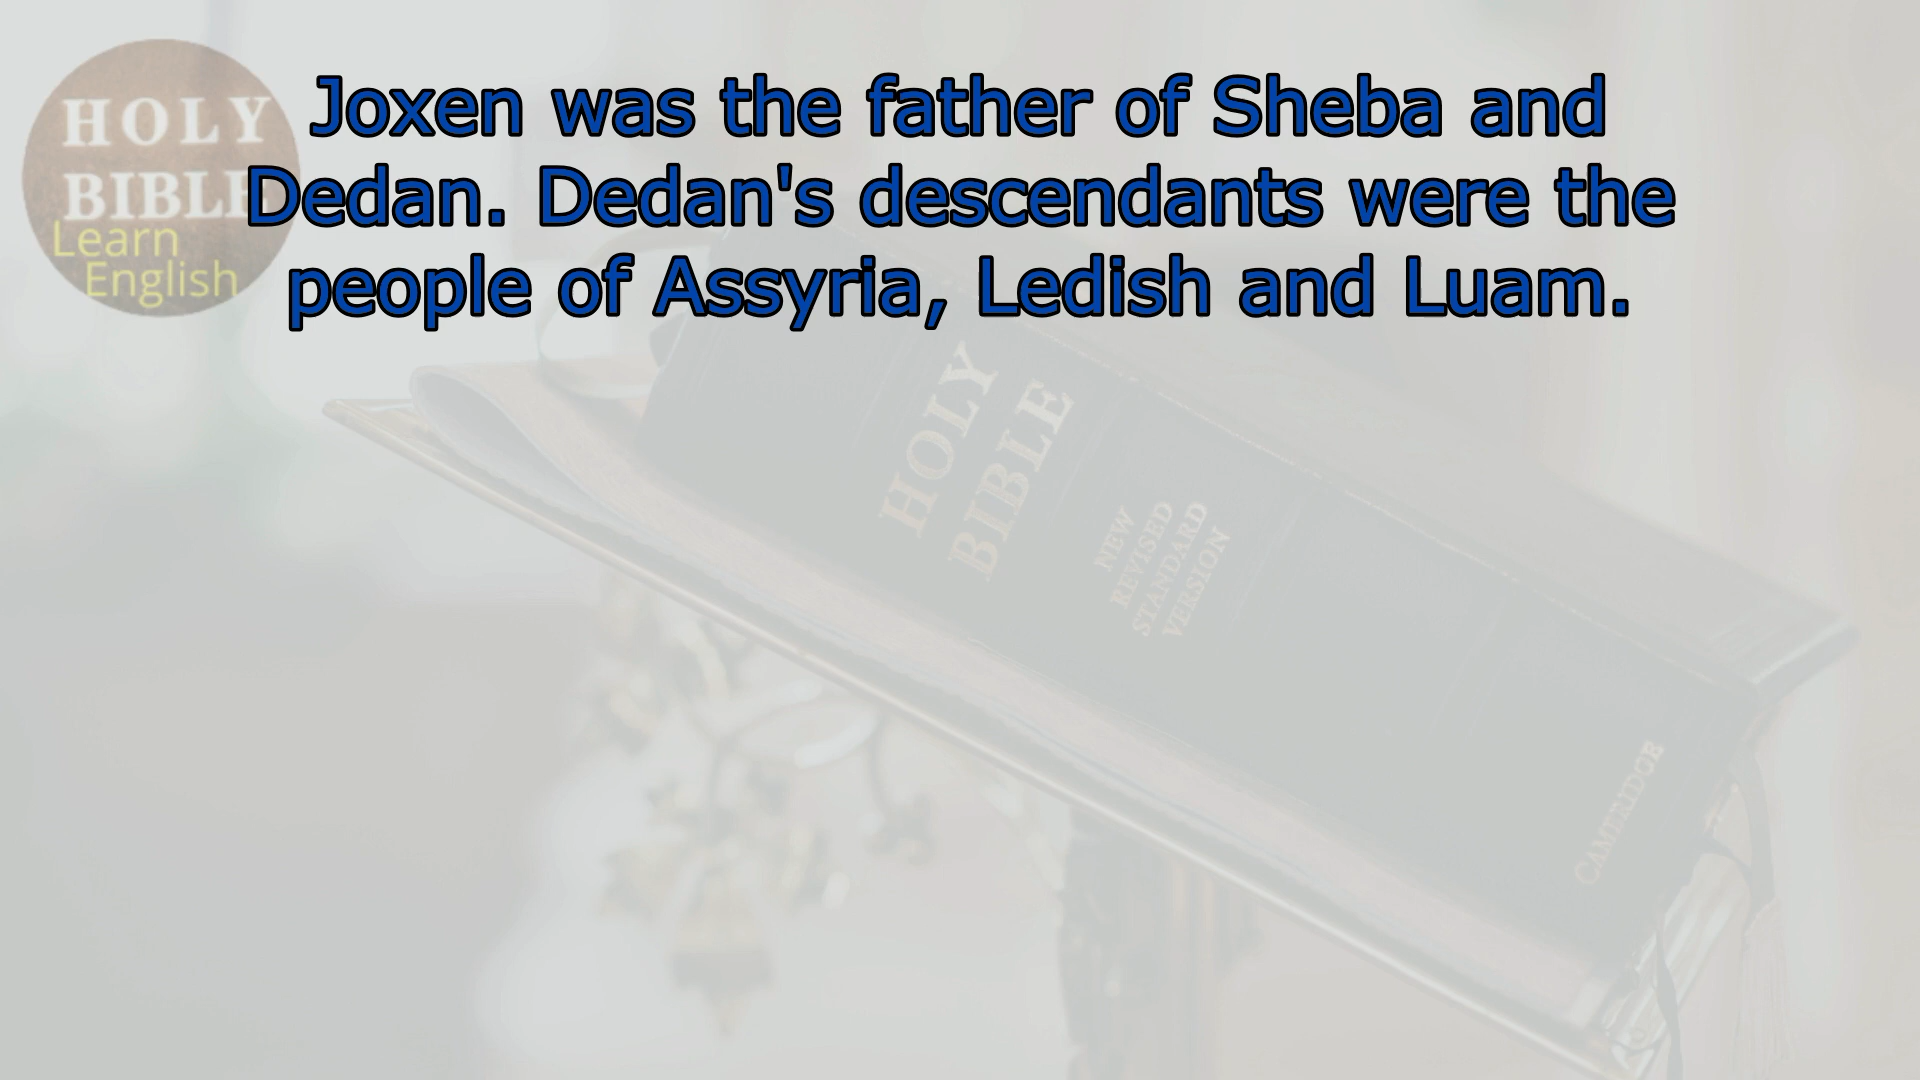 HOLY
BIBLE
Learn
English
Joxen was the father of Sheba and
Dedan. Dedan's descendants were the
people of Assyria, Ledish and Luam.
HOLY
BIBLE
NEW
REVISED
STANDARD
VERSION
CAMBRIDGE